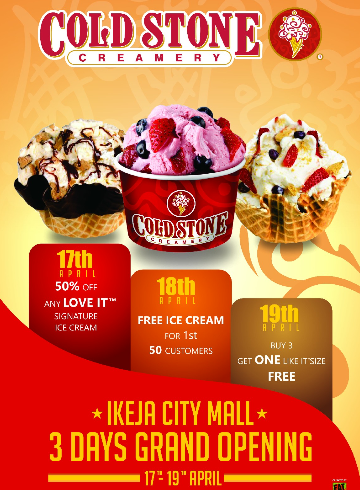 COLD STONE
CREAMERY
COLD STONE
CREAMERY
17th
APRIL
50% OFF
ANY LOVE IT™
SIGNATURE
ICE CREAM
18th
APRIL
FREE ICE CREAM
FOR 1st
50 CUSTOMERS
19th
APRIL
BUY 3
GET ONE LIKE IT SIZE
FREE
IKEJA CITY MALL
3 DAYS GRAND OPENING
17TH- 19TH APRIL